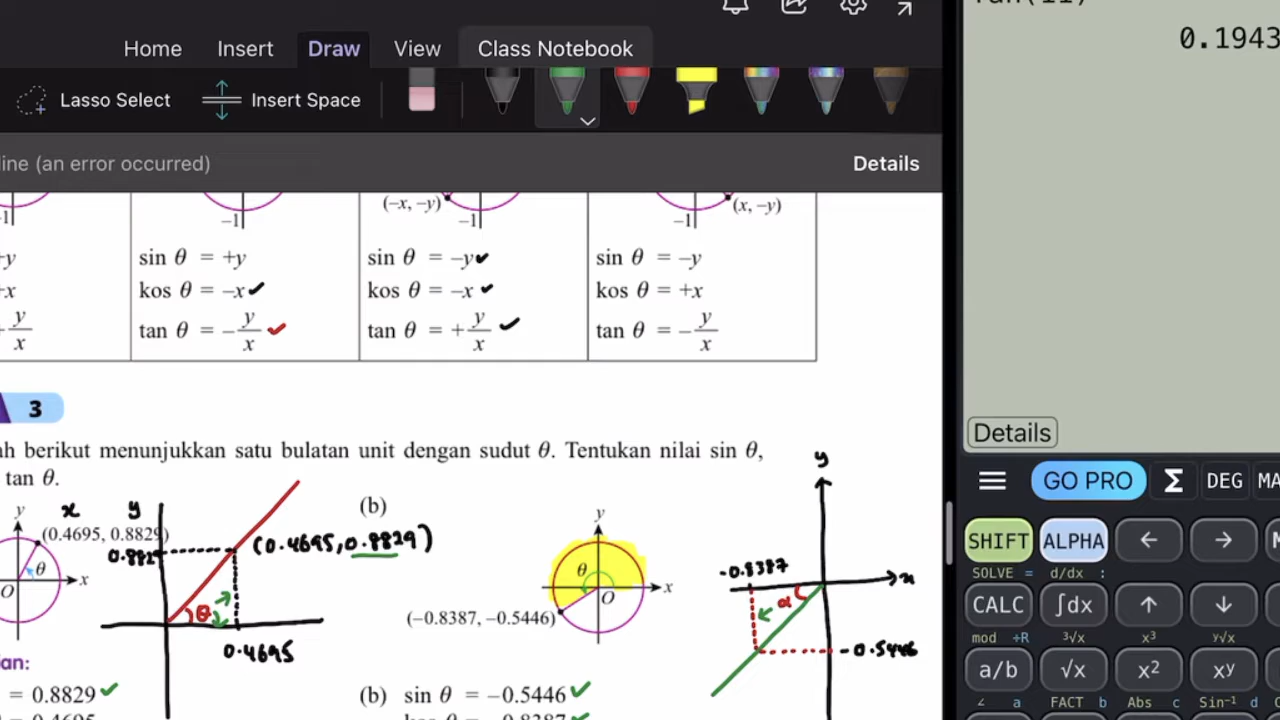 Home Insert Draw View Class Notebook
Lasso Select Insert Space
line (an error occurred) Details
-1 -1 (-x, -y) -1 -1 (x, -y)
sin θ = +y sin θ = -y✓ sin θ = -y
kos θ = -x✓ kos θ = -x✓ kos θ = +x
y/x tan θ = -y/x ✓ tan θ = +y/x ✓ tan θ = -y/x
3
berikut menunjukkan satu bulatan unit dengan sudut θ. Tentukan nilai sin θ,
tan θ.
y x y
(0.4695, 0.8829)
θ x
O
0.8829
(0.4695, 0.8829)
θ
0.4695
(b)
y
θ
O x
(-0.8387, -0.5446)
y
-0.8387 x
α
-0.5446
= 0.8829 ✓ (b) sin θ = -0.5446 ✓
0.1943
Details
GO PRO Σ DEG
SHIFT ALPHA ← →
SOLVE = d/dx :
CALC ∫dx ↑ ↓
mod ÷R ³√x x³ ʸ√x
a/b √x x² xʸ
∠ a FACT b Abs c Sin⁻¹ d